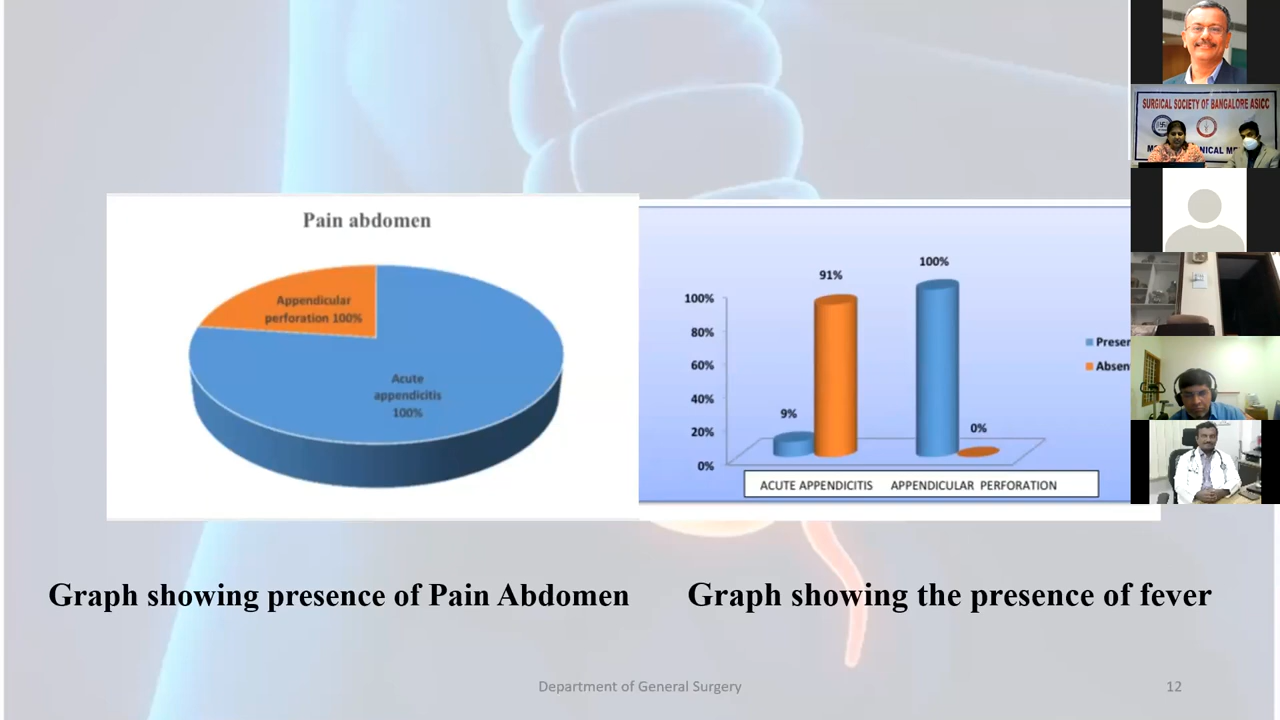 SURGICAL SOCIETY OF BANGALORE ASICC
Pain abdomen
Appendicular
perforation 100%
Acute
appendicitis
100%
100%
91%
100%
80%
60%
40%
9%
20%
0%
0%
Presen
Absen
ACUTE APPENDICITIS APPENDICULAR PERFORATION
Graph showing presence of Pain Abdomen
Graph showing the presence of fever
Department of General Surgery
12